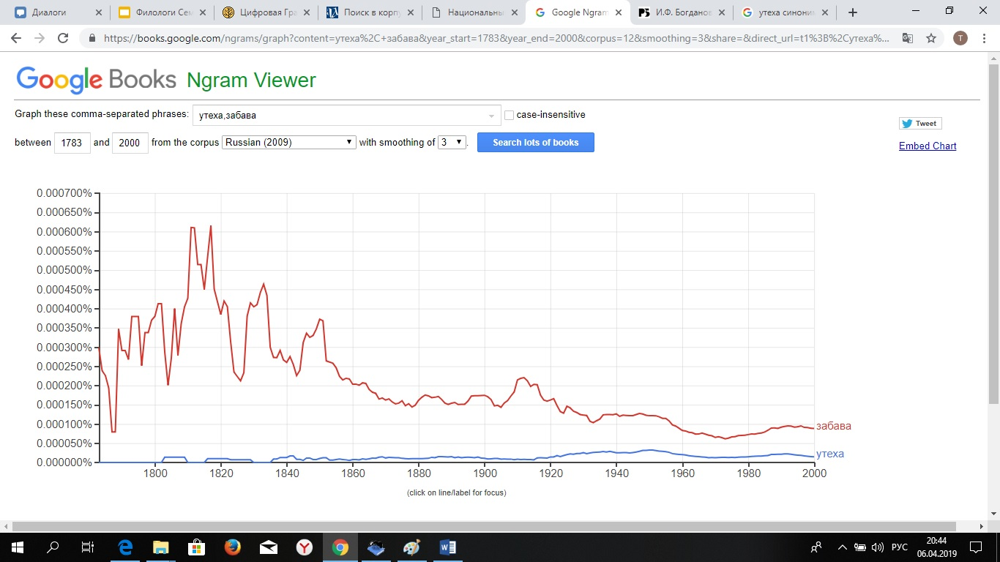 Диалоги
Филологи Сем
Цифровая Гра
Поиск в корпу
Национальны
Google Ngram
И.Ф. Богданов
утеха синоним
https://books.google.com/ngrams/graph?content=утеха%2C+забава&year_start=1783&year_end=2000&corpus=12&smoothing=3&share=&direct_url=t1%3B%2Cутеха%...
T
Google Books Ngram Viewer
Graph these comma-separated phrases: утеха,забава case-insensitive
between 1783 and 2000 from the corpus Russian (2009) with smoothing of 3 . Search lots of books
Tweet
Embed Chart
0.000700%
0.000650%
0.000600%
0.000550%
0.000500%
0.000450%
0.000400%
0.000350%
0.000300%
0.000250%
0.000200%
0.000150%
0.000100%
0.000050%
0.000000%
забава
утеха
1800 1820 1840 1860 1880 1900 1920 1940 1960 1980 2000
(click on line/label for focus)
РУС
20:44
06.04.2019